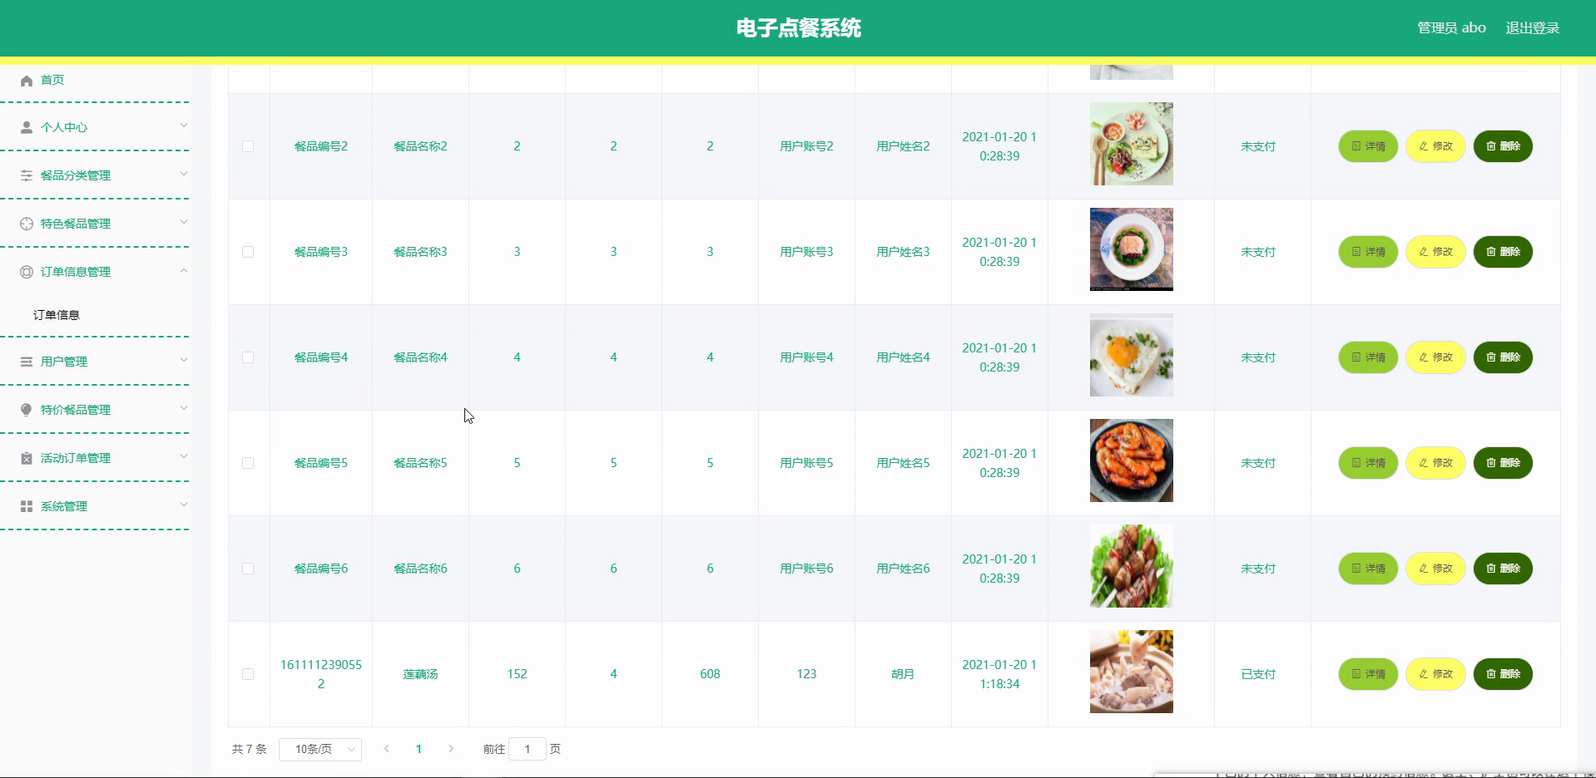 电子点餐系统
管理员 abo 退出登录
首页
个人中心
餐品分类管理
特色餐品管理
订单信息管理
订单信息
用户管理
特价餐品管理
活动订单管理
系统管理
餐品编号2 餐品名称2 2 2 2 用户账号2 用户姓名2 2021-01-20 1
0:28:39 未支付 详情 修改 删除
餐品编号3 餐品名称3 3 3 3 用户账号3 用户姓名3 2021-01-20 1
0:28:39 未支付 详情 修改 删除
餐品编号4 餐品名称4 4 4 4 用户账号4 用户姓名4 2021-01-20 1
0:28:39 未支付 详情 修改 删除
餐品编号5 餐品名称5 5 5 5 用户账号5 用户姓名5 2021-01-20 1
0:28:39 未支付 详情 修改 删除
餐品编号6 餐品名称6 6 6 6 用户账号6 用户姓名6 2021-01-20 1
0:28:39 未支付 详情 修改 删除
161111239055
2 莲藕汤 152 4 608 123 胡月 2021-01-20 1
1:18:34 已支付 详情 修改 删除
共 7 条 10条/页 1 前往 1 页